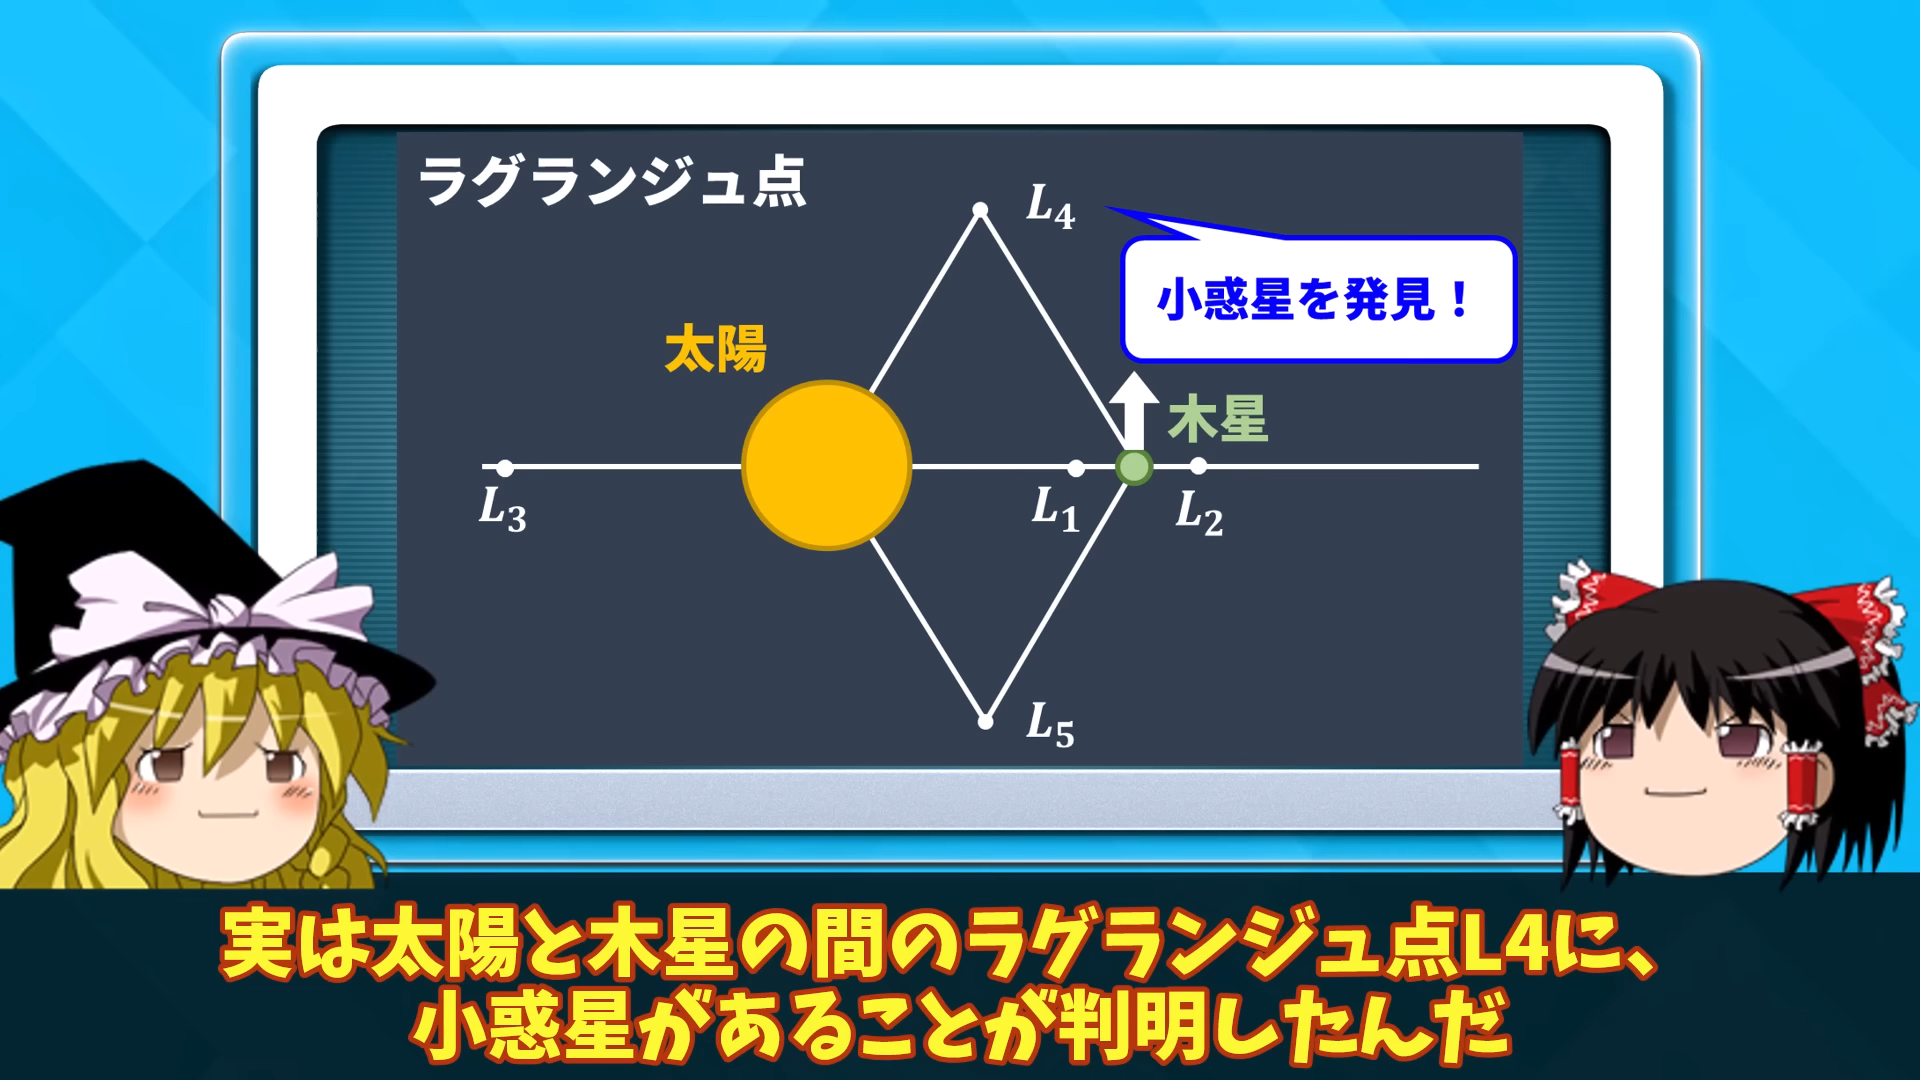 ラグランジュ点
L4
小惑星を発見！
太陽
木星
L3
L1
L2
L5
実は太陽と木星の間のラグランジュ点L4に、
小惑星があることが判明したんだ